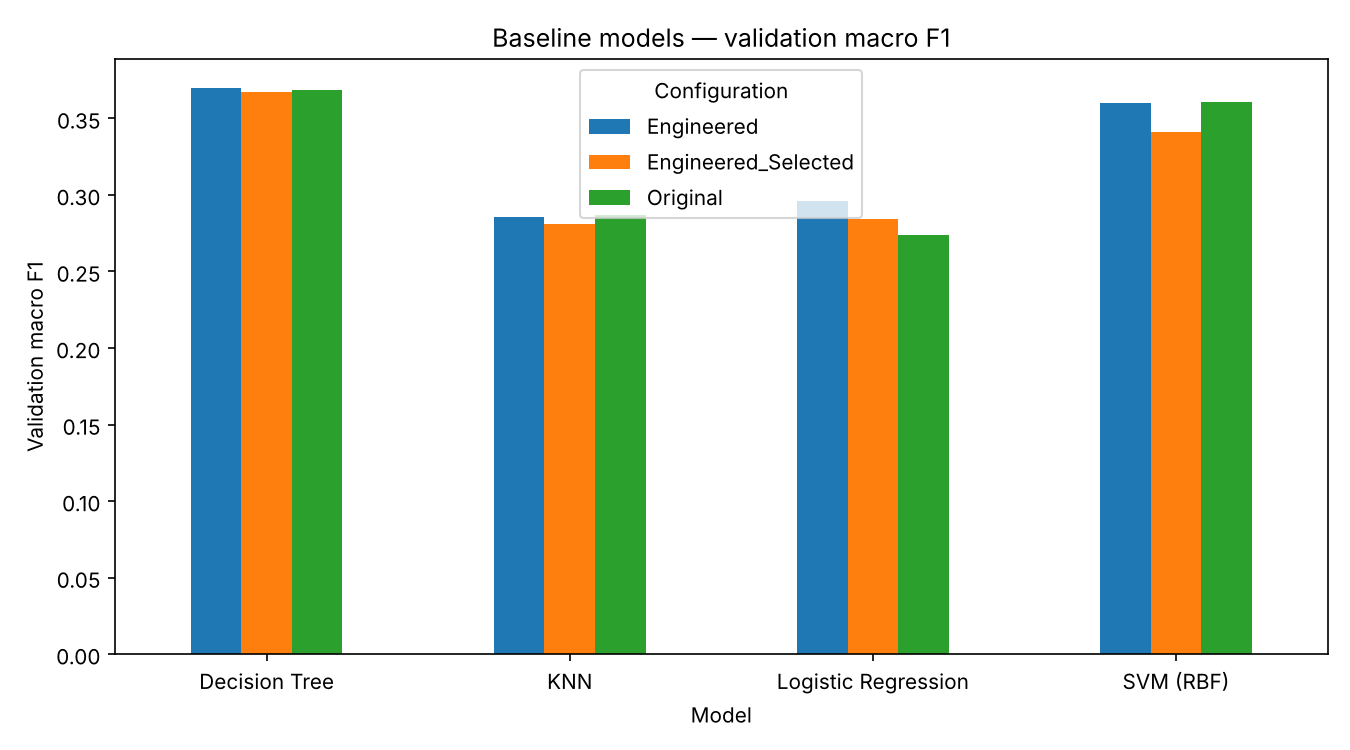 Baseline models — validation macro F1
Configuration
Engineered
Engineered_Selected
Original
Validation macro F1
0.35
0.30
0.25
0.20
0.15
0.10
0.05
0.00
Decision Tree
KNN
Logistic Regression
SVM (RBF)
Model